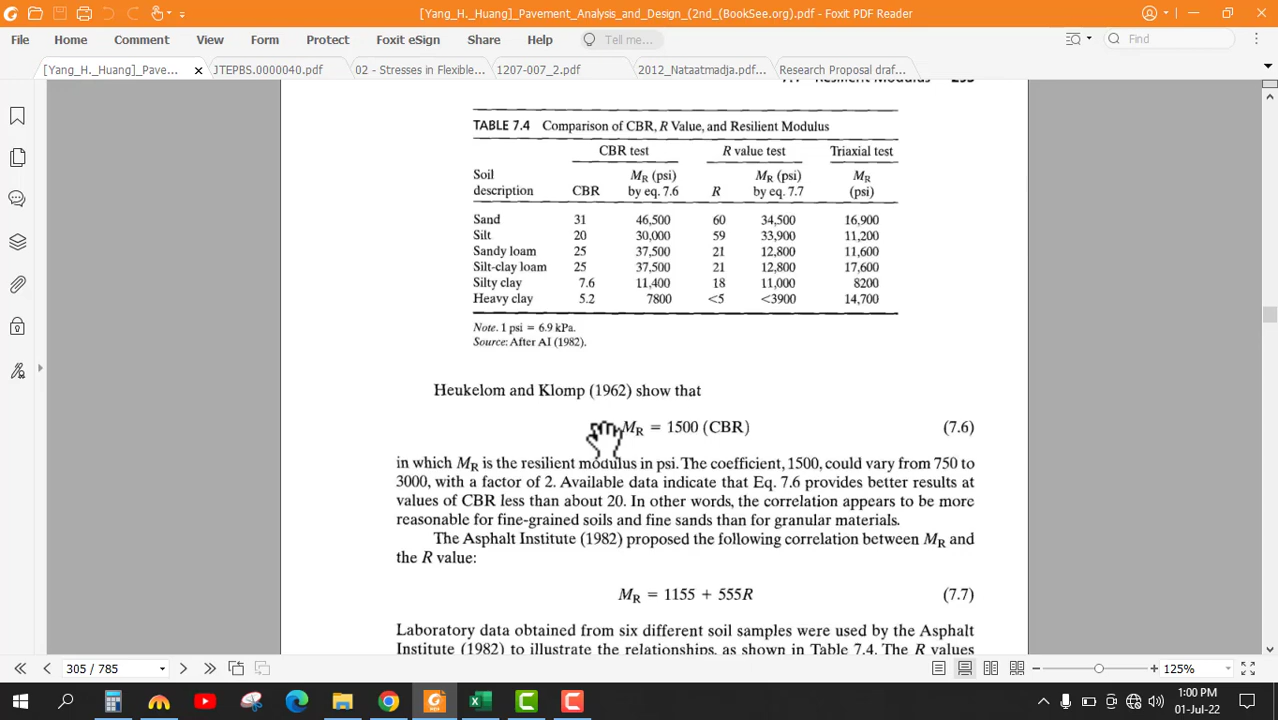 [Yang_H._Huang]_Pavement_Analysis_and_Design_(2nd_(BookSee.org).pdf - Foxit PDF Reader
File Home Comment View Form Protect Foxit eSign Share Help Tell me... Find
[Yang_H._Huang]_Pave... JTEPBS.0000040.pdf 02 - Stresses in Flexible... 1207-007_2.pdf 2012_Nataatmadja.pdf... Research Proposal draf...
TABLE 7.4 Comparison of CBR, R Value, and Resilient Modulus
CBR test R value test Triaxial test
Soil MR (psi) MR (psi) MR
description CBR by eq. 7.6 R by eq. 7.7 (psi)
Sand 31 46,500 60 34,500 16,900
Silt 20 30,000 59 33,900 11,200
Sandy loam 25 37,500 21 12,800 11,600
Silt-clay loam 25 37,500 21 12,800 17,600
Silty clay 7.6 11,400 18 11,000 8200
Heavy clay 5.2 7800 <5 <3900 14,700
Note. 1 psi = 6.9 kPa.
Source: After AI (1982).
Heukelom and Klomp (1962) show that
MR = 1500 (CBR) (7.6)
in which MR is the resilient modulus in psi. The coefficient, 1500, could vary from 750 to
3000, with a factor of 2. Available data indicate that Eq. 7.6 provides better results at
values of CBR less than about 20. In other words, the correlation appears to be more
reasonable for fine-grained soils and fine sands than for granular materials.
The Asphalt Institute (1982) proposed the following correlation between MR and
the R value:
MR = 1155 + 555R (7.7)
Laboratory data obtained from six different soil samples were used by the Asphalt
Institute (1982) to illustrate the relationships, as shown in Table 7.4. The R values
305 / 785 125%
1:00 PM
01-Jul-22